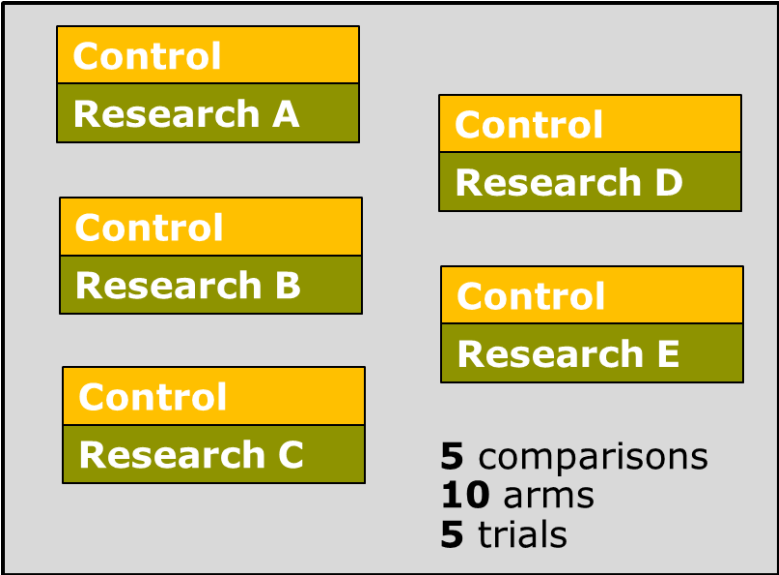 Control
Research A
Control
Research B
Control
Research C
Control
Research D
Control
Research E
5 comparisons
10 arms
5 trials